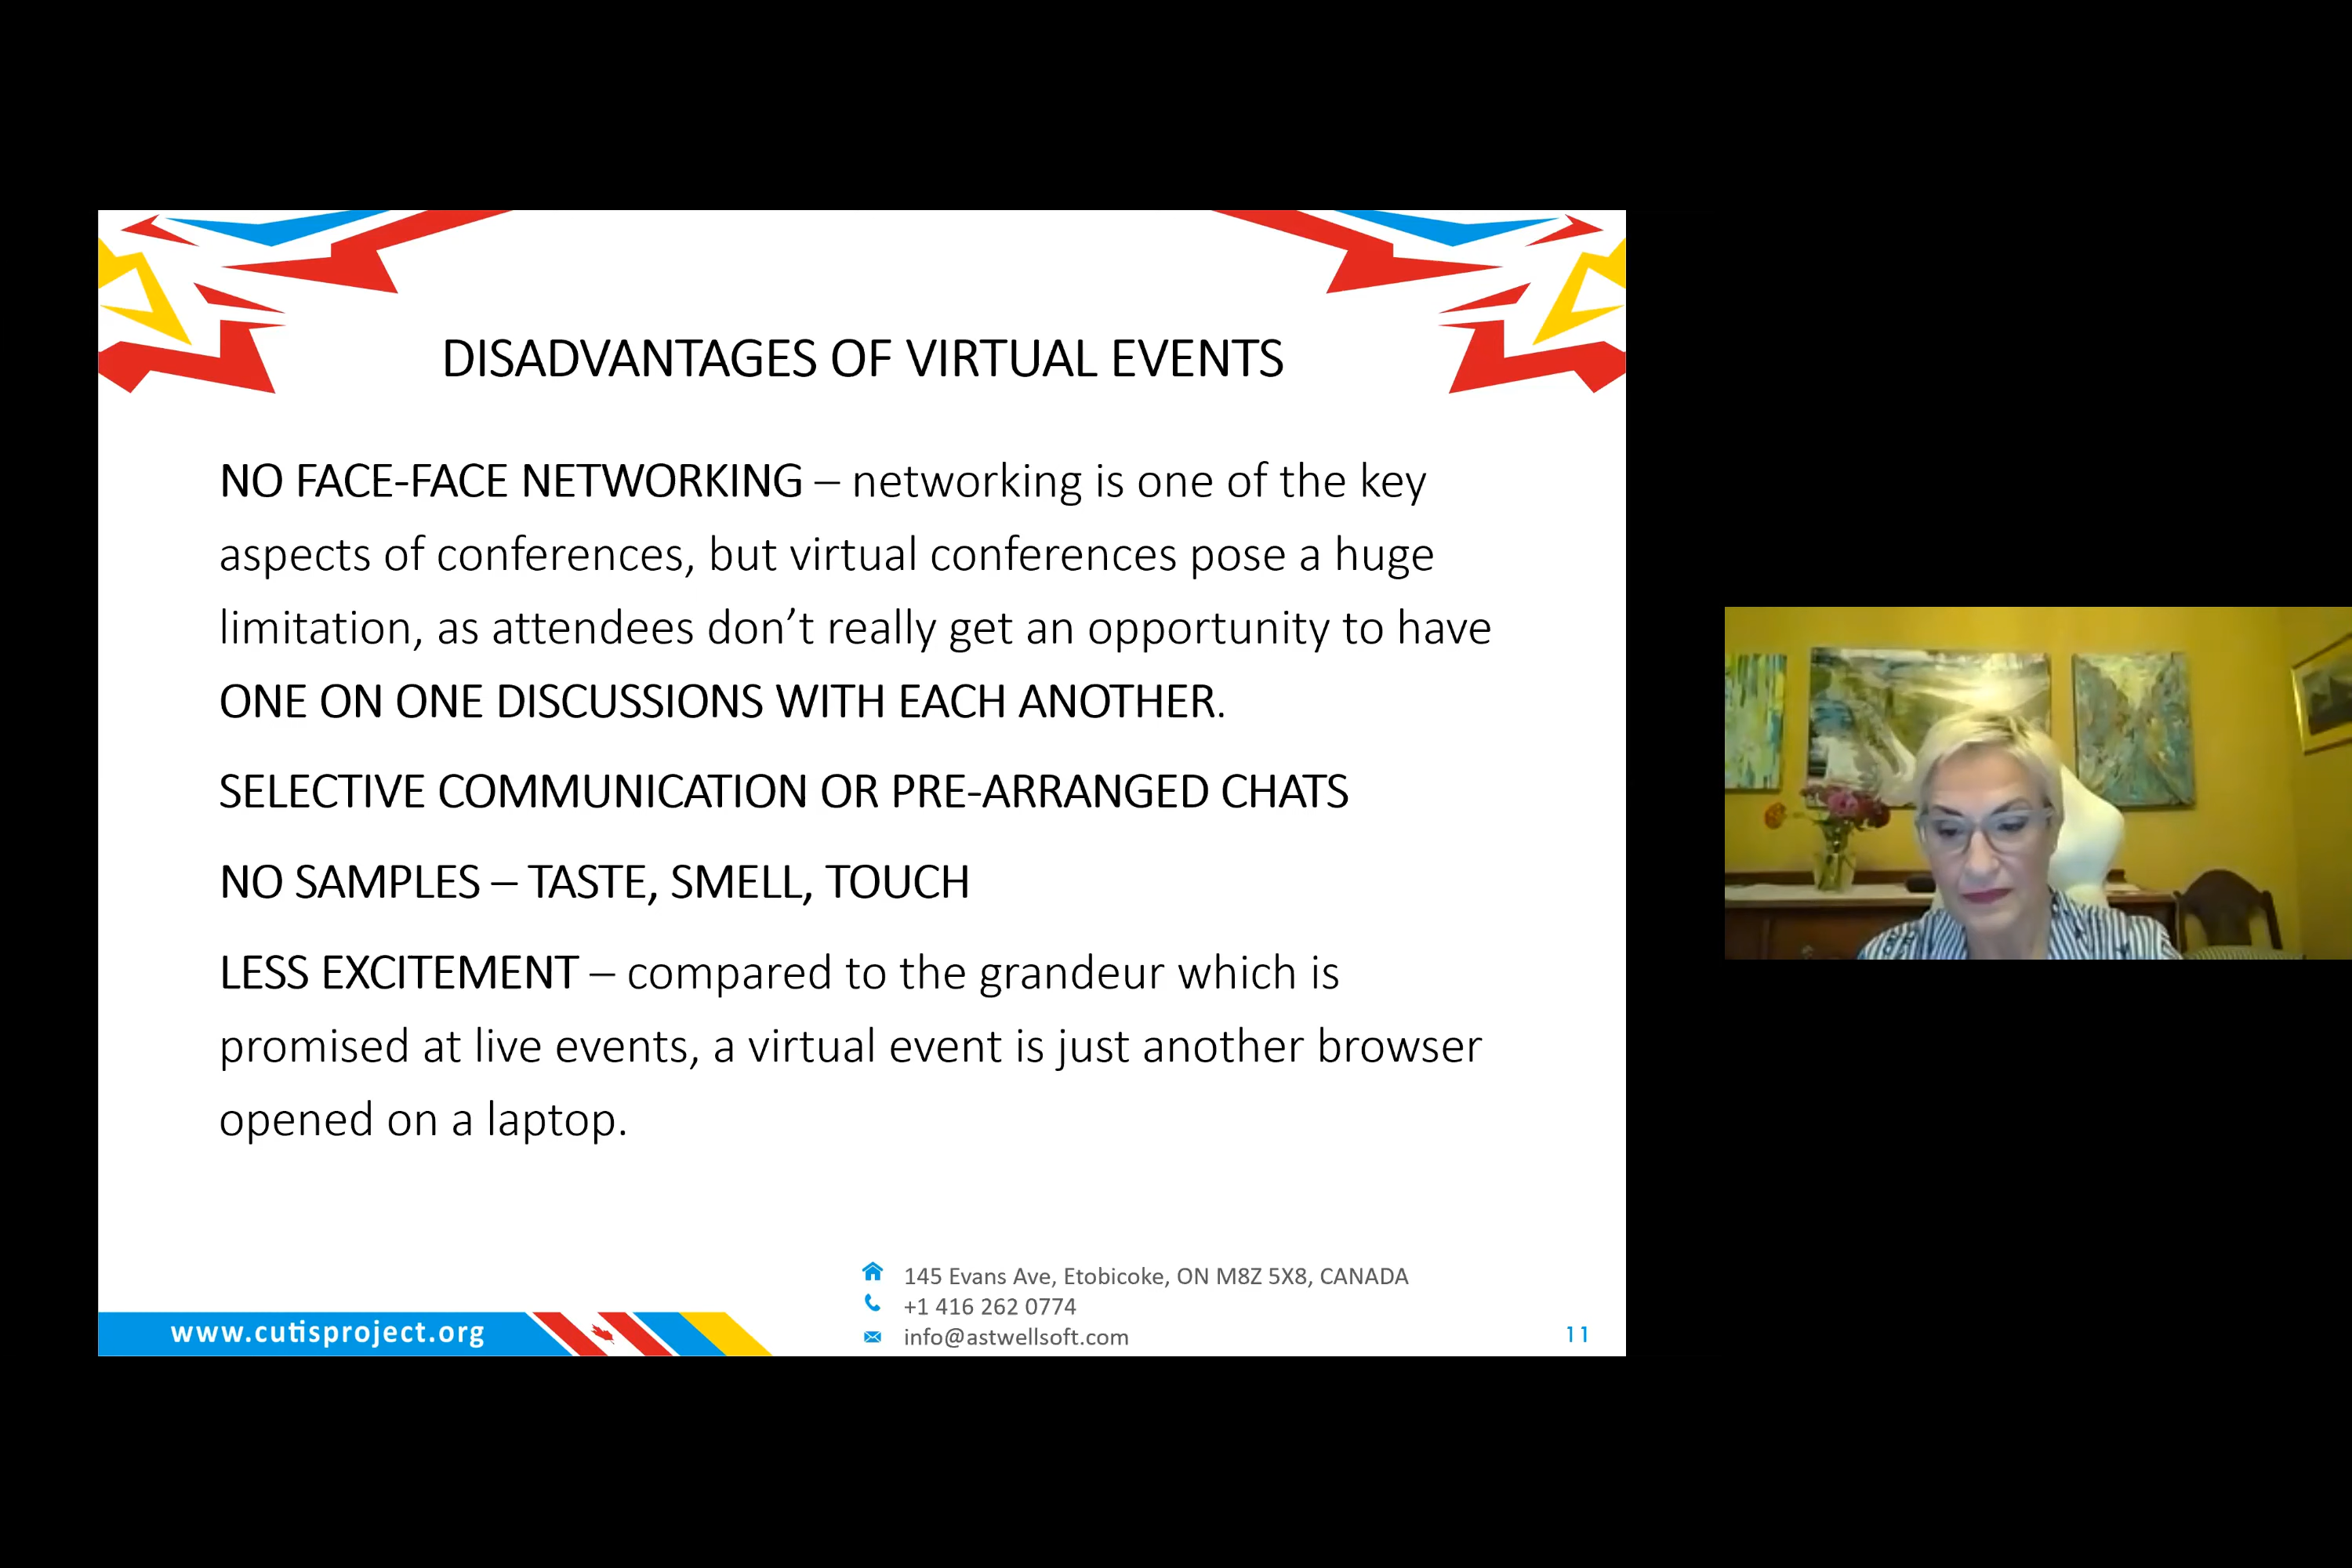 DISADVANTAGES OF VIRTUAL EVENTS
NO FACE-FACE NETWORKING – networking is one of the key
aspects of conferences, but virtual conferences pose a huge
limitation, as attendees don’t really get an opportunity to have
ONE ON ONE DISCUSSIONS WITH EACH ANOTHER.
SELECTIVE COMMUNICATION OR PRE-ARRANGED CHATS
NO SAMPLES – TASTE, SMELL, TOUCH
LESS EXCITEMENT – compared to the grandeur which is
promised at live events, a virtual event is just another browser
opened on a laptop.
145 Evans Ave, Etobicoke, ON M8Z 5X8, CANADA
+1 416 262 0774
info@astwellsoft.com
www.cutisproject.org
11